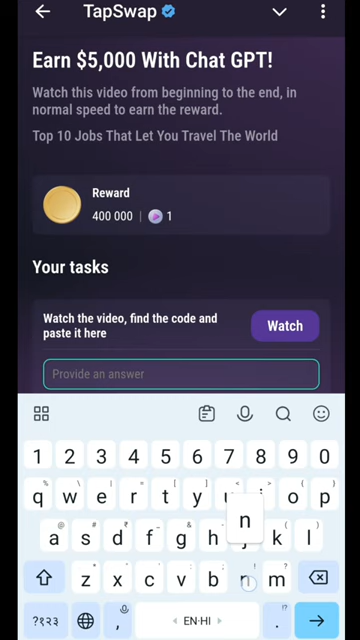 TapSwap
Earn $5,000 With Chat GPT!
Watch this video from beginning to the end, in
normal speed to earn the reward.
Top 10 Jobs That Let You Travel The World
Reward
400 000 | 1
Your tasks
Watch the video, find the code and
paste it here
Watch
Provide an answer
1 2 3 4 5 6 7 8 9 0
q w e r t y u i o p
n
a s d f g h j k l
z x c v b n m
?१२३ , EN·HI .